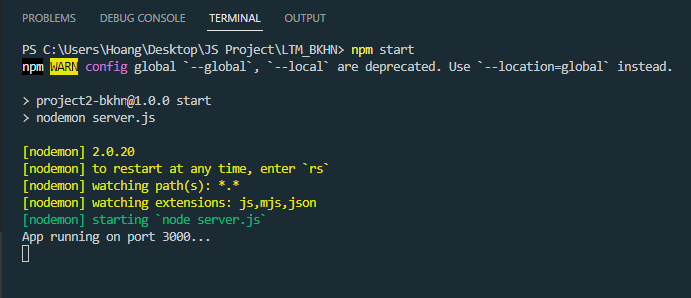 PROBLEMS DEBUG CONSOLE TERMINAL OUTPUT
PS C:\Users\Hoang\Desktop\JS Project\LTM_BKHN> npm start
npm WARN config global `--global`, `--local` are deprecated. Use `--location=global` instead.
> project2-bkhn@1.0.0 start
> nodemon server.js
[nodemon] 2.0.20
[nodemon] to restart at any time, enter `rs`
[nodemon] watching path(s): *.*
[nodemon] watching extensions: js,mjs,json
[nodemon] starting `node server.js`
App running on port 3000...